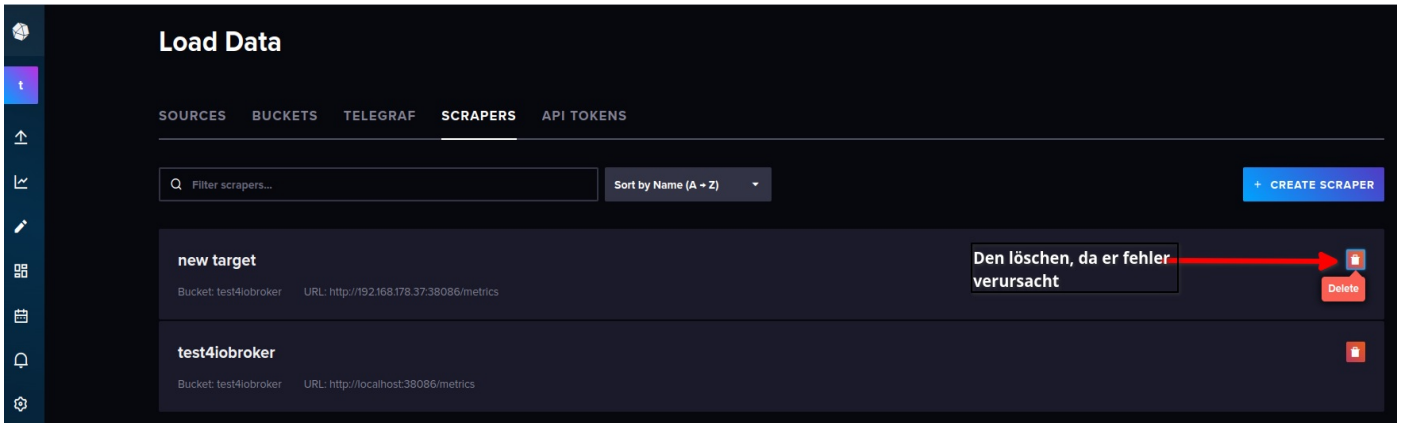 Load Data
t
SOURCES BUCKETS TELEGRAF SCRAPERS API TOKENS
Filter scrapers...
Sort by Name (A → Z)
+ CREATE SCRAPER
new target
Den löschen, da er fehler
verursacht
Bucket: test4iobroker URL: http://192.168.178.37:38086/metrics
Delete
test4iobroker
Bucket: test4iobroker URL: http://localhost:38086/metrics